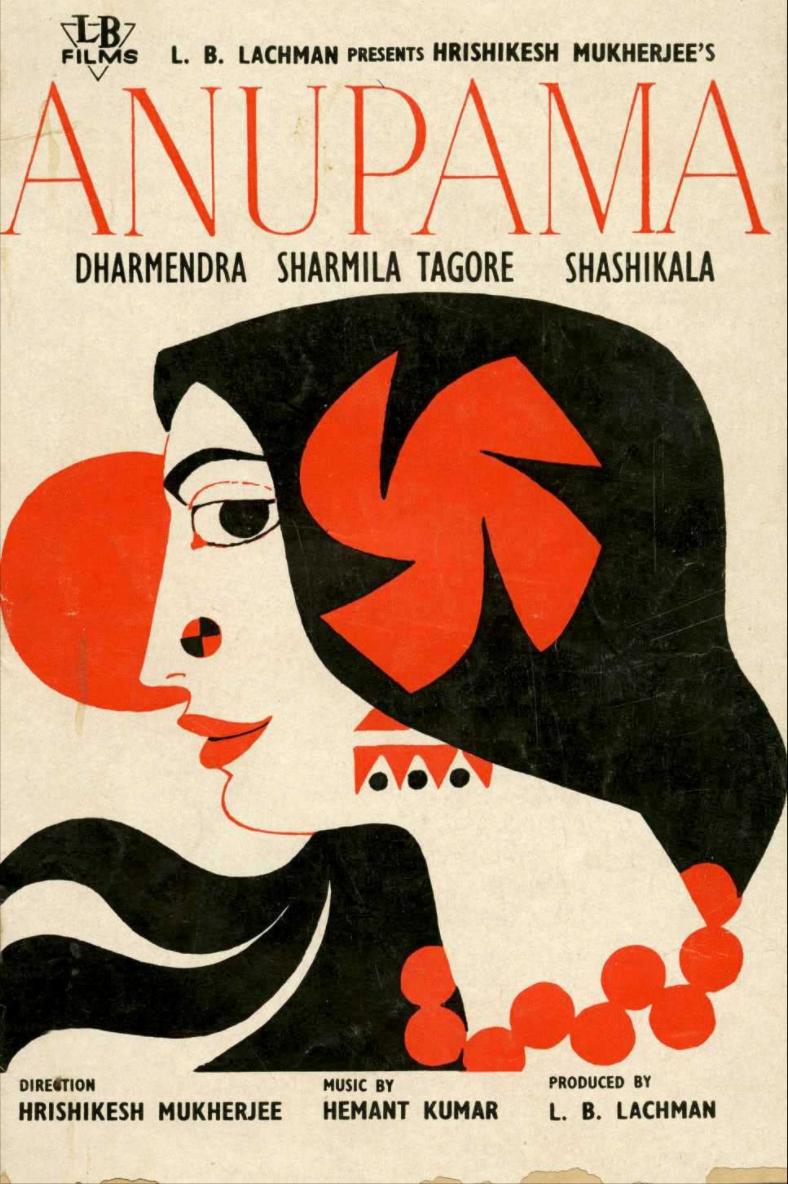 LB
FILMS
L. B. LACHMAN PRESENTS HRISHIKESH MUKHERJEE'S
ANUPAMA
DHARMENDRA SHARMILA TAGORE SHASHIKALA
DIRECTION
HRISHIKESH MUKHERJEE
MUSIC BY
HEMANT KUMAR
PRODUCED BY
L. B. LACHMAN